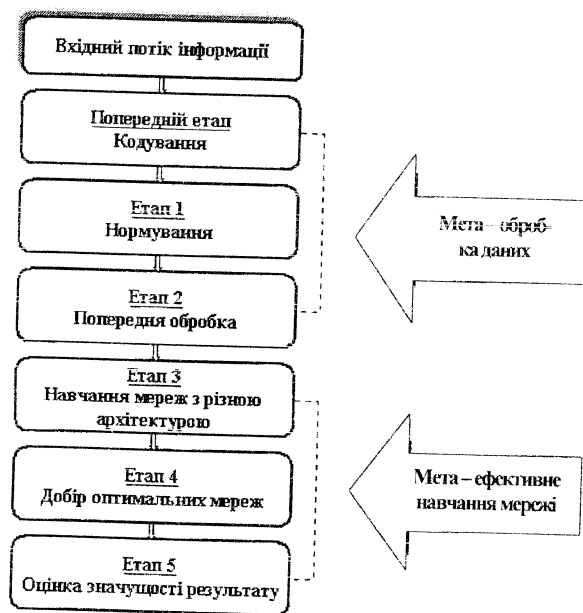 Вхідний потік інформації
Попередній етап
Кодування
Етап 1
Нормування
Етап 2
Попередня обробка
Етап 3
Навчання мереж з різною
архітектурою
Етап 4
Добір оптимальних мереж
Етап 5
Оцінка значущості результату
Мета – оброб-
ка даних
Мета – ефективне
навчання мережі